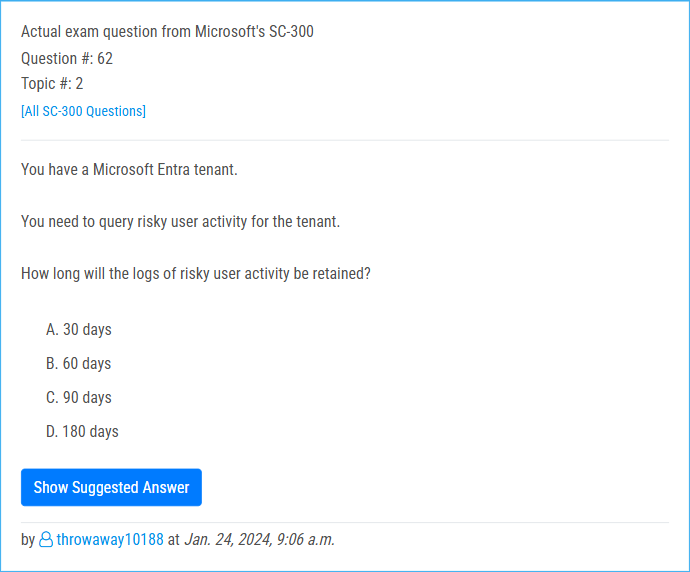 Actual exam question from Microsoft's SC-300
Question #: 62
Topic #: 2
[All SC-300 Questions]
You have a Microsoft Entra tenant.
You need to query risky user activity for the tenant.
How long will the logs of risky user activity be retained?
A. 30 days
B. 60 days
C. 90 days
D. 180 days
Show Suggested Answer
by throwaway10188 at Jan. 24, 2024, 9:06 a.m.